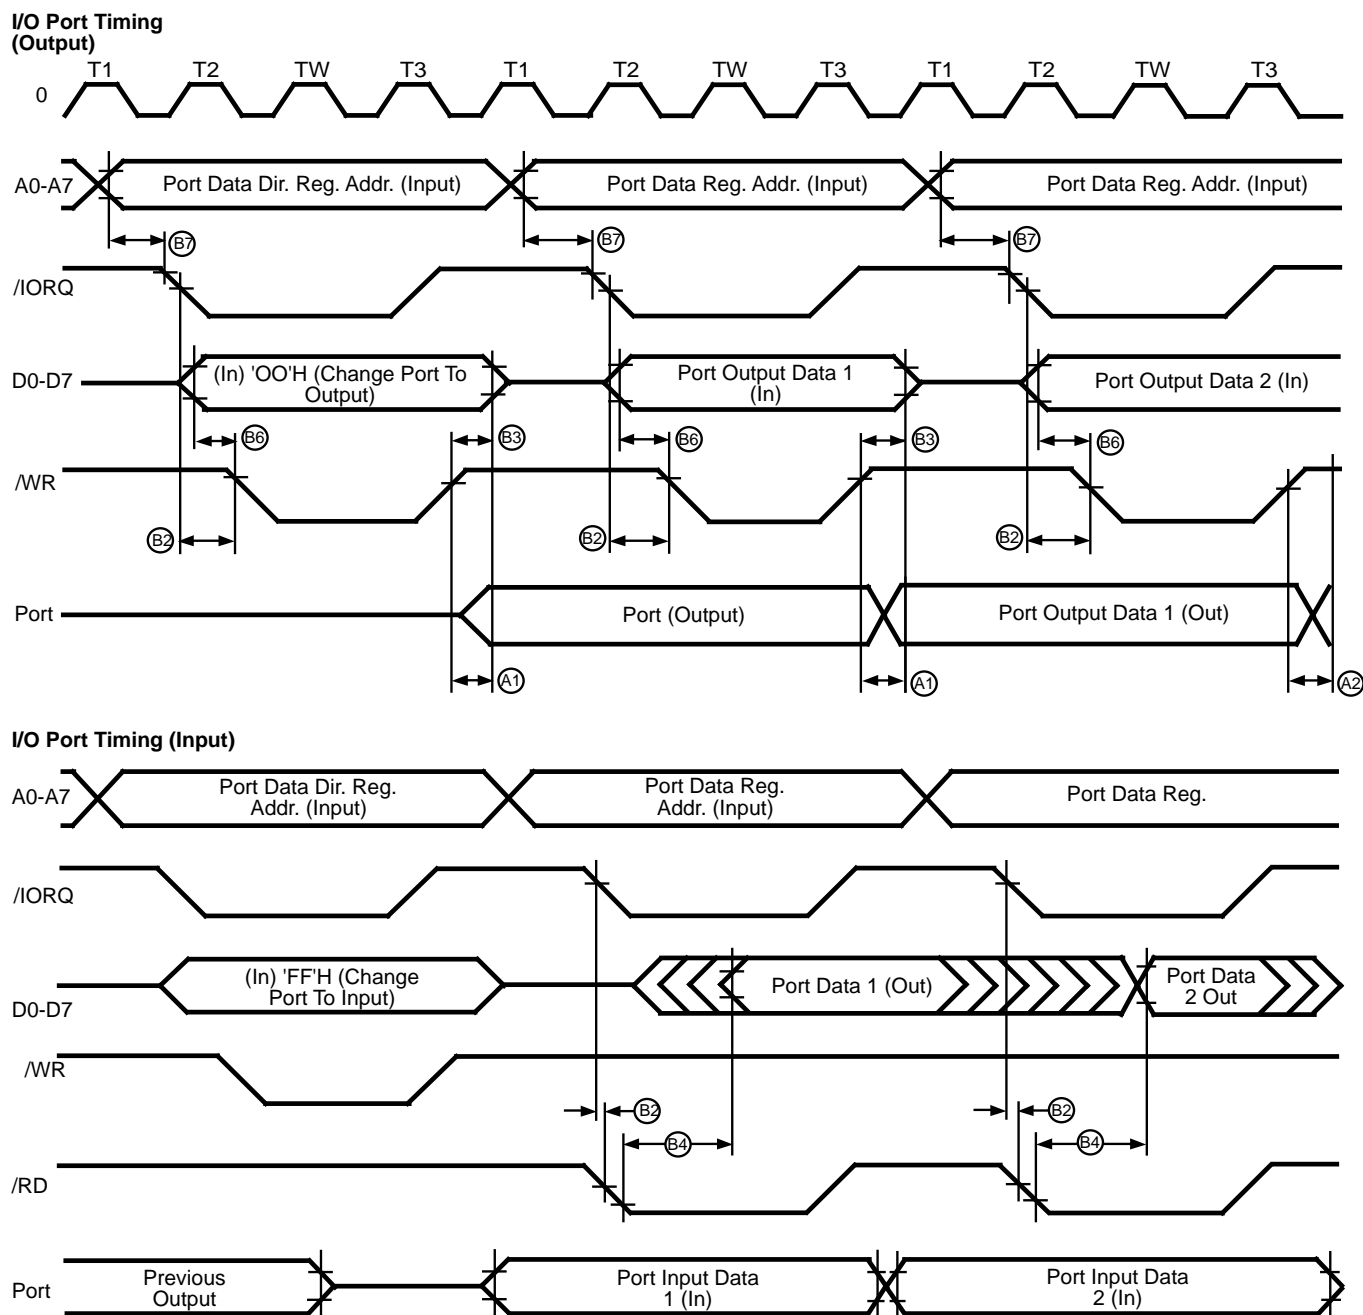 I/O Port Timing
(Output)
T1 T2 TW T3 T1 T2 TW T3 T1 T2 TW T3
0
A0-A7 Port Data Dir. Reg. Addr. (Input) Port Data Reg. Addr. (Input) Port Data Reg. Addr. (Input)
B7 B7 B7
/IORQ
D0-D7 (In) 'OO'H (Change Port To
Output)
Port Output Data 1
(In)
Port Output Data 2 (In)
B6 B3 B6 B3 B6
/WR
B2 B2 B2
Port Port (Output) Port Output Data 1 (Out)
A1 A1 A2
I/O Port Timing (Input)
A0-A7 Port Data Dir. Reg.
Addr. (Input)
Port Data Reg.
Addr. (Input)
Port Data Reg.
/IORQ
D0-D7 (In) 'FF'H (Change
Port To Input)
Port Data 1 (Out)
Port Data
2 Out
/WR
B2 B2
B4 B4
/RD
Port Previous
Output
Port Input Data
1 (In)
Port Input Data
2 (In)